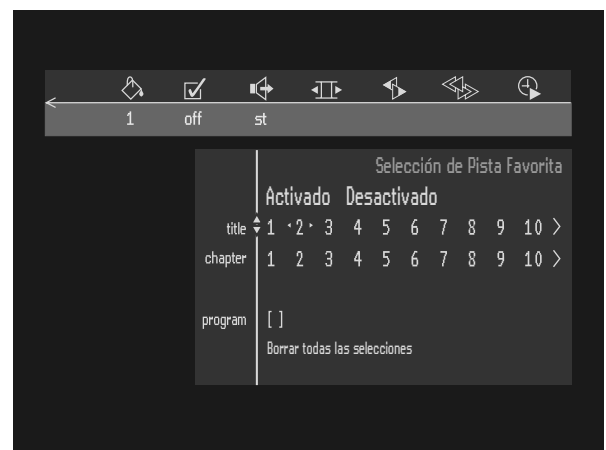 1 off st
Selección de Pista Favorita
Activado Desactivado
title 1 2 3 4 5 6 7 8 9 10 >
chapter 1 2 3 4 5 6 7 8 9 10 >
program [ ]
Borrar todas las selecciones